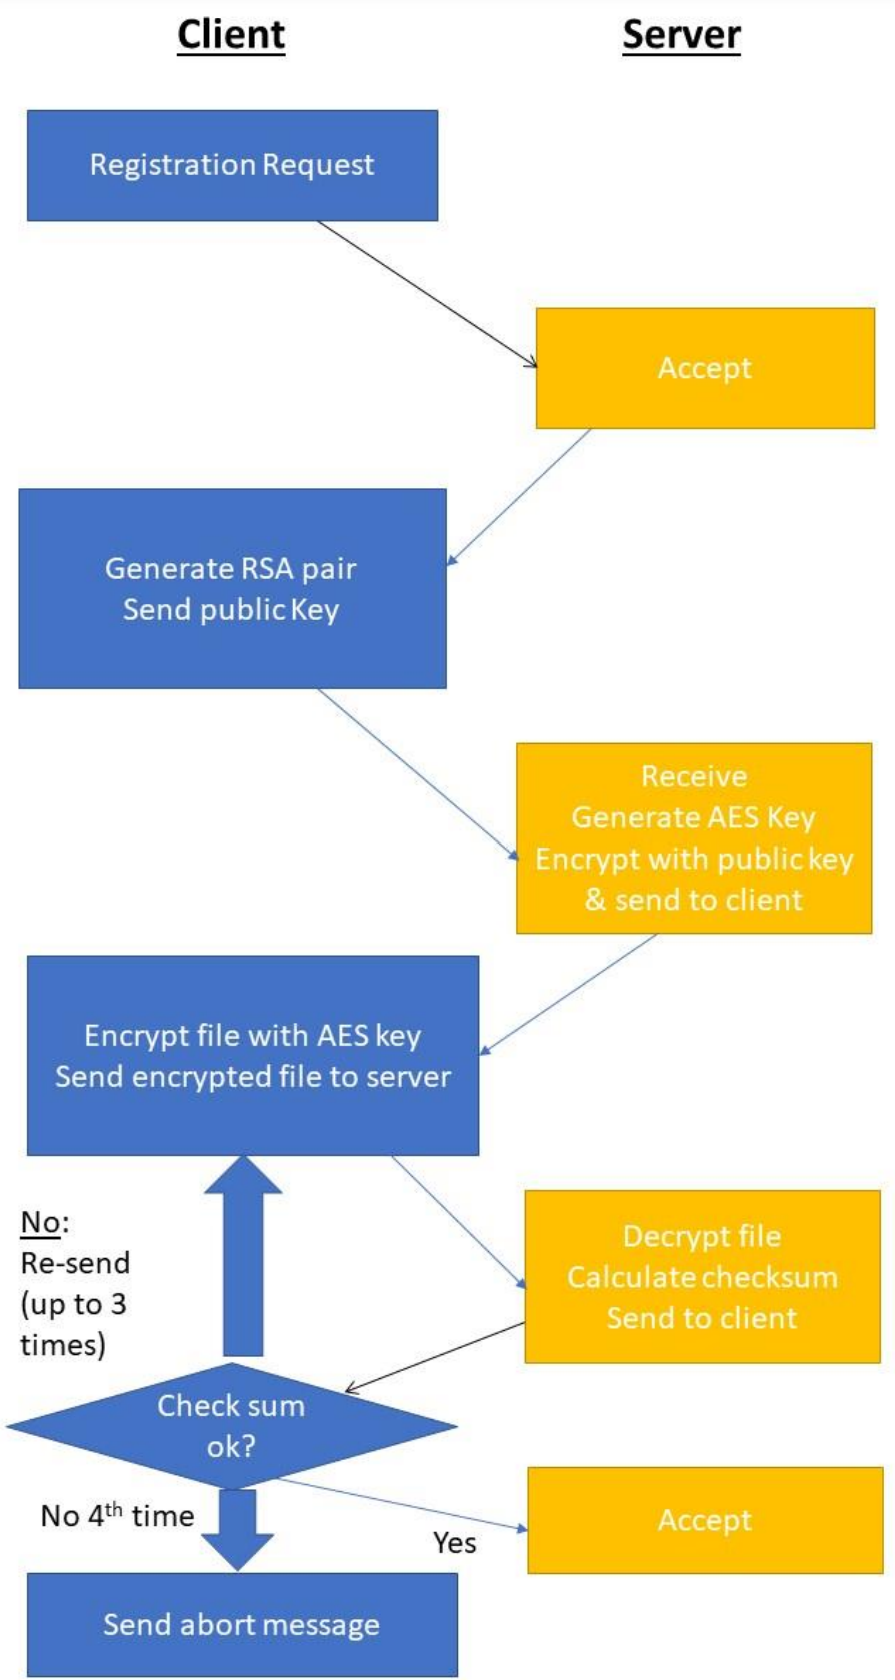 Client
Server
Registration Request
Accept
Generate RSA pair
Send public Key
Receive
Generate AES Key
Encrypt with public key
& send to client
Encrypt file with AES key
Send encrypted file to server
No:
Re-send
(up to 3
times)
Decrypt file
Calculate checksum
Send to client
Check sum
ok?
No 4th time
Yes
Accept
Send abort message